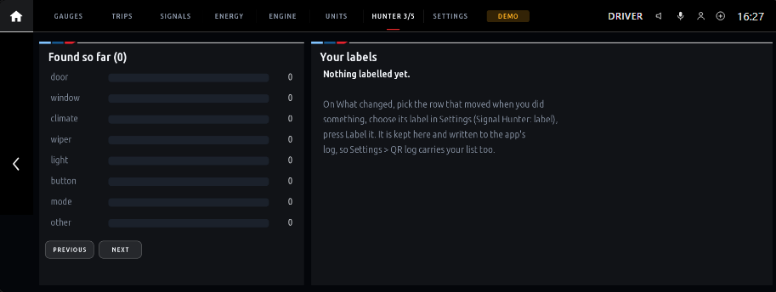 GAUGES TRIPS SIGNALS ENERGY ENGINE UNITS HUNTER 3/5 SETTINGS DEMO DRIVER 16:27
Found so far (0)
door 0
window 0
climate 0
wiper 0
light 0
button 0
mode 0
other 0
PREVIOUS NEXT
Your labels
Nothing labelled yet.
On What changed, pick the row that moved when you did
something, choose its label in Settings (Signal Hunter: label),
press Label it. It is kept here and written to the app's
log, so Settings > QR log carries your list too.